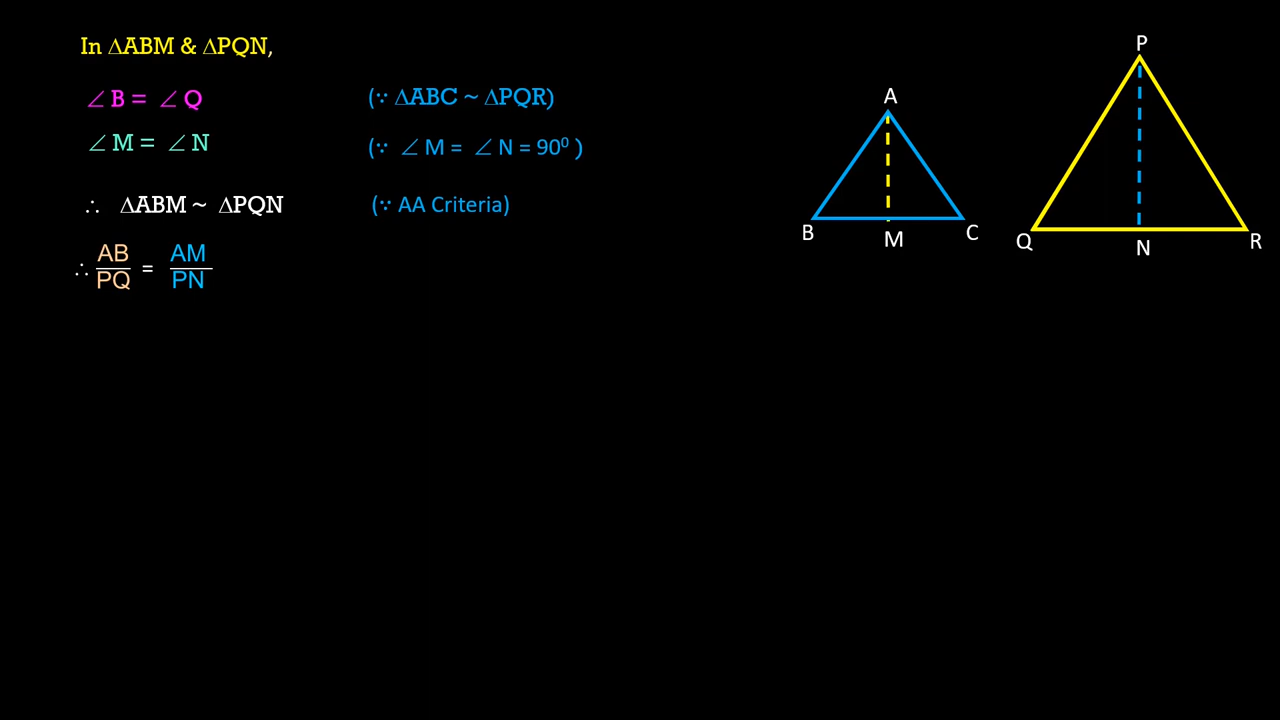 In ∆ABM & ∆PQN,
∠ B = ∠ Q (∵ ∆ABC ~ ∆PQR)
∠ M = ∠ N (∵ ∠ M = ∠ N = 90⁰ )
∴ ∆ABM ~ ∆PQN (∵ AA Criteria)
∴ AB/PQ = AM/PN
A
B
M
C
P
Q
N
R